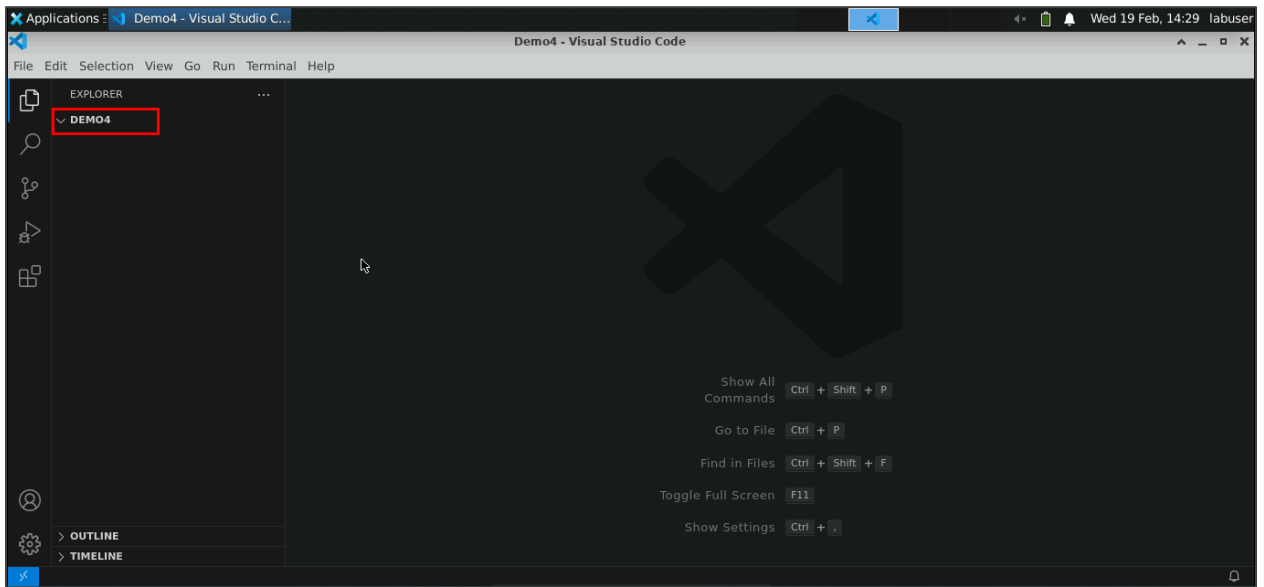 Applications
Demo4 - Visual Studio C...
Wed 19 Feb, 14:29 labuser
Demo4 - Visual Studio Code
File Edit Selection View Go Run Terminal Help
EXPLORER
...
DEMO4
Show All
Commands
Ctrl + Shift + P
Go to File Ctrl + P
Find in Files Ctrl + Shift + F
Toggle Full Screen F11
Show Settings Ctrl + .
OUTLINE
TIMELINE